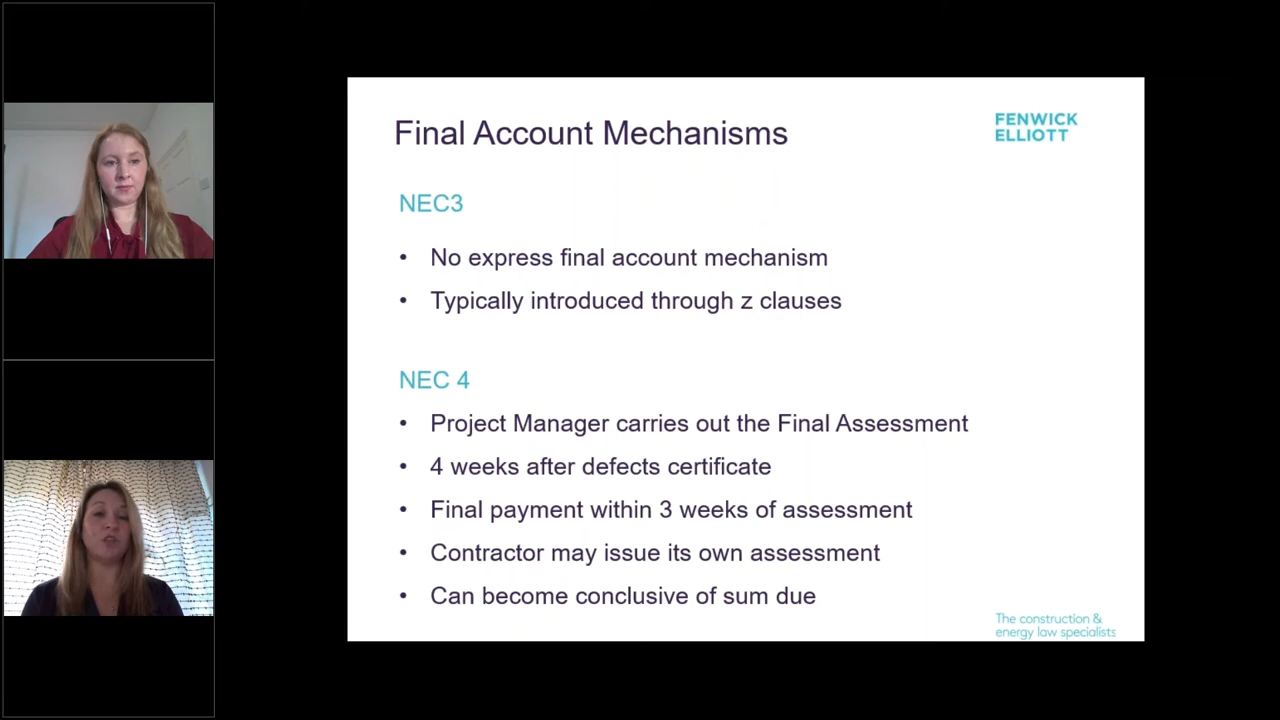 Final Account Mechanisms
FENWICK
ELLIOTT
NEC3
• No express final account mechanism
• Typically introduced through z clauses
NEC 4
• Project Manager carries out the Final Assessment
• 4 weeks after defects certificate
• Final payment within 3 weeks of assessment
• Contractor may issue its own assessment
• Can become conclusive of sum due
The construction &
energy law specialists